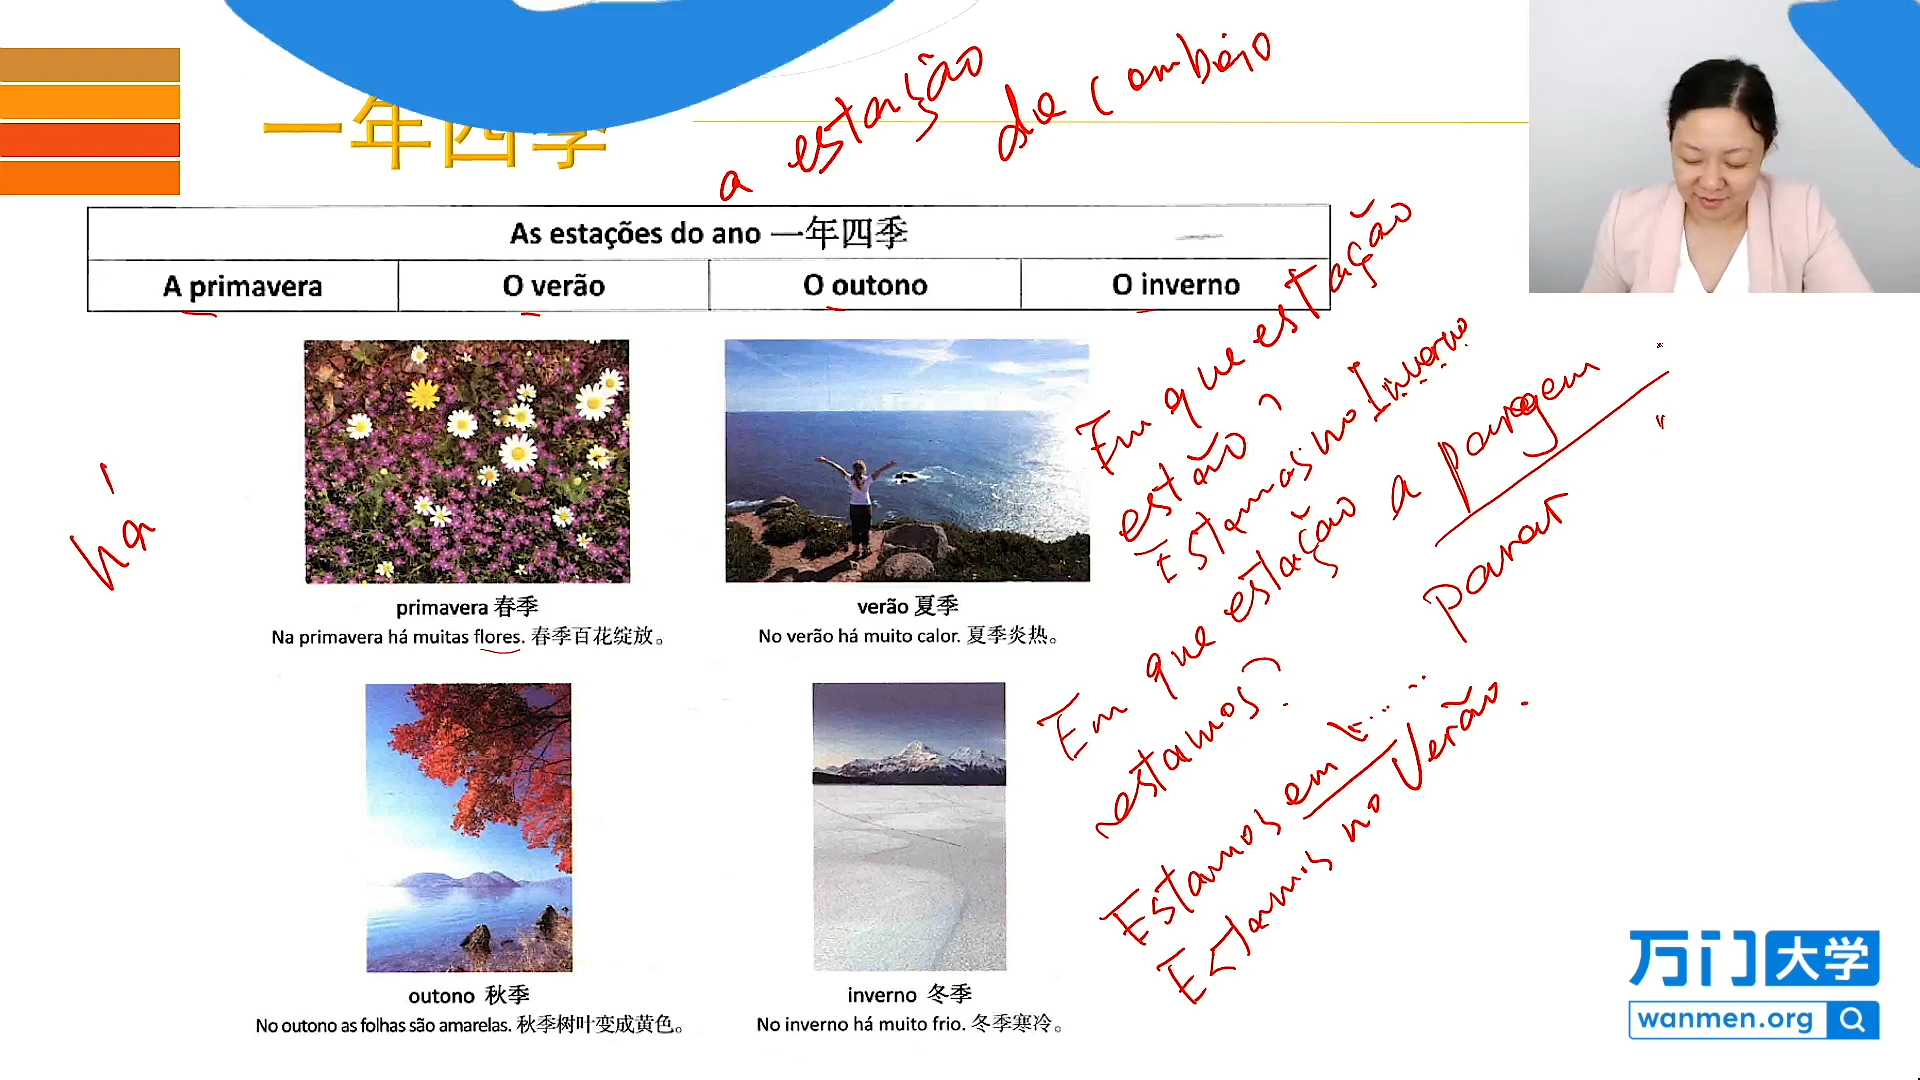 一年四季
a estação
de comboio
As estações do ano 一年四季
A primavera
O verão
O outono
O inverno
há
primavera 春季
Na primavera há muitas flores. 春季百花绽放。
verão 夏季
No verão há muito calor. 夏季炎热。
outono 秋季
No outono as folhas são amarelas. 秋季树叶变成黄色。
inverno 冬季
No inverno há muito frio. 冬季寒冷。
Em que estação
estão?
Estamos no Inverno
a paragem
parar
Em que estação
estamos?
Estamos em
Estamos no Verão.
万门大学
wanmen.org